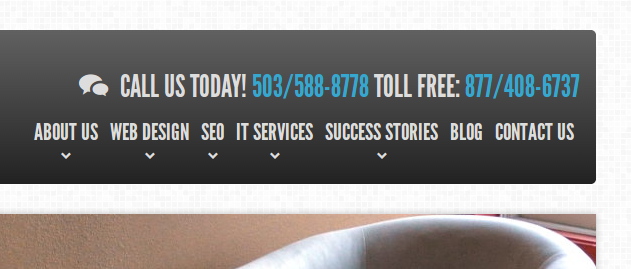 CALL US TODAY! 503/588-8778 TOLL FREE: 877/408-6737
ABOUT US WEB DESIGN SEO IT SERVICES SUCCESS STORIES BLOG CONTACT US